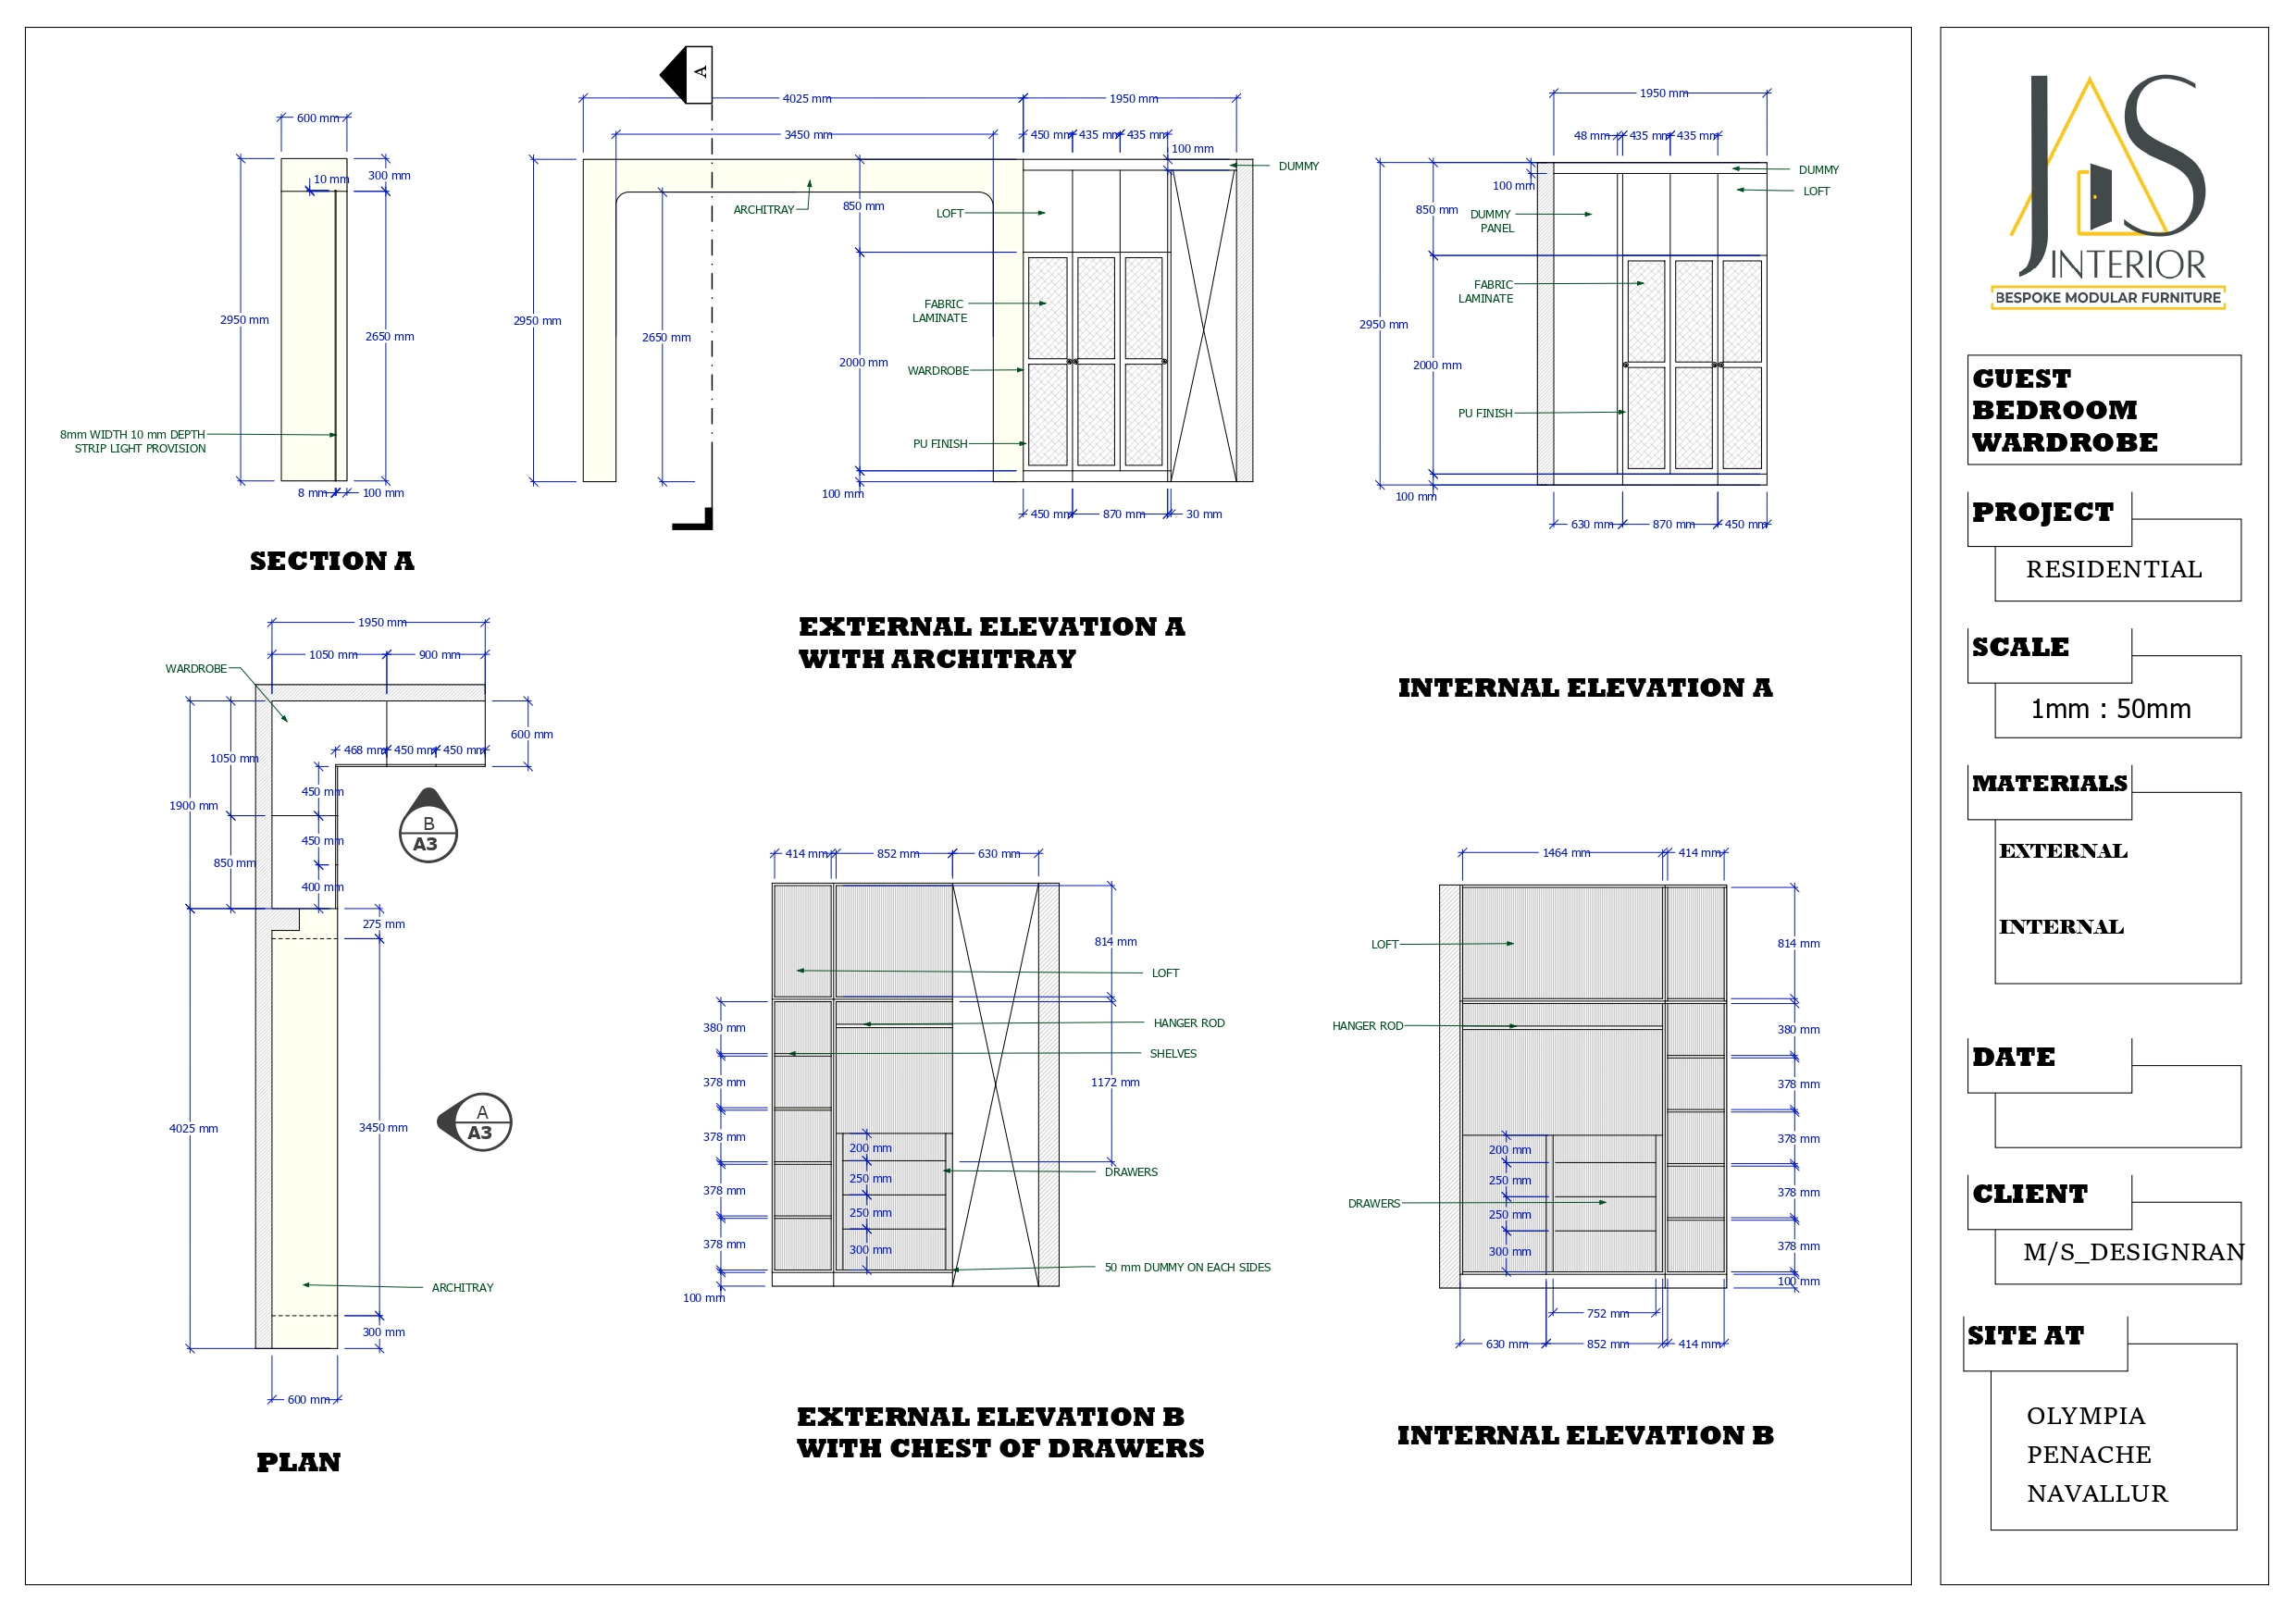 600 mm
300 mm
10 mm
2950 mm
2650 mm
8mm WIDTH 10 mm DEPTH
STRIP LIGHT PROVISION
8 mm
100 mm
SECTION A
A
4025 mm
1950 mm
3450 mm
450 mm
435 mm
435 mm
100 mm
DUMMY
ARCHITRAY
850 mm
LOFT
2950 mm
2650 mm
FABRIC
LAMINATE
2000 mm
WARDROBE
PU FINISH
100 mm
450 mm
870 mm
30 mm
EXTERNAL ELEVATION A
WITH ARCHITRAY
1950 mm
48 mm
435 mm
435 mm
DUMMY
100 mm
LOFT
850 mm
DUMMY
PANEL
FABRIC
LAMINATE
2950 mm
2000 mm
PU FINISH
100 mm
630 mm
870 mm
450 mm
INTERNAL ELEVATION A
1950 mm
1050 mm
900 mm
WARDROBE
600 mm
468 mm
450 mm
450 mm
1050 mm
450 mm
1900 mm
B
A3
450 mm
850 mm
400 mm
275 mm
A
A3
4025 mm
3450 mm
ARCHITRAY
300 mm
600 mm
PLAN
414 mm
852 mm
630 mm
814 mm
LOFT
380 mm
HANGER ROD
SHELVES
378 mm
1172 mm
378 mm
200 mm
DRAWERS
250 mm
378 mm
250 mm
378 mm
300 mm
50 mm DUMMY ON EACH SIDES
100 mm
EXTERNAL ELEVATION B
WITH CHEST OF DRAWERS
1464 mm
414 mm
LOFT
814 mm
HANGER ROD
380 mm
378 mm
378 mm
200 mm
250 mm
378 mm
DRAWERS
250 mm
378 mm
300 mm
100 mm
752 mm
630 mm
852 mm
414 mm
INTERNAL ELEVATION B
JAS
INTERIOR
BESPOKE MODULAR FURNITURE
GUEST
BEDROOM
WARDROBE
PROJECT
RESIDENTIAL
SCALE
1mm : 50mm
MATERIALS
EXTERNAL
INTERNAL
DATE
CLIENT
M/S_DESIGNRAN
SITE AT
OLYMPIA
PENACHE
NAVALLUR